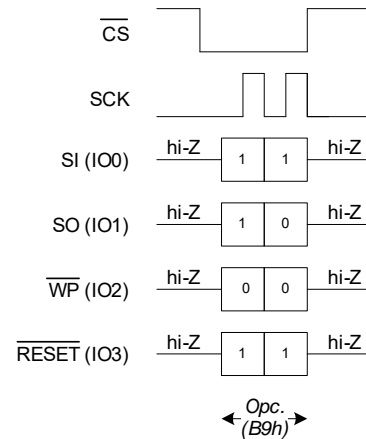 CS
SCK
hi-Z hi-Z
SI (IO0) 1 1
hi-Z hi-Z
SO (IO1) 1 0
hi-Z hi-Z
WP (IO2) 0 0
hi-Z hi-Z
RESET (IO3) 1 1
Opc.
(B9h)